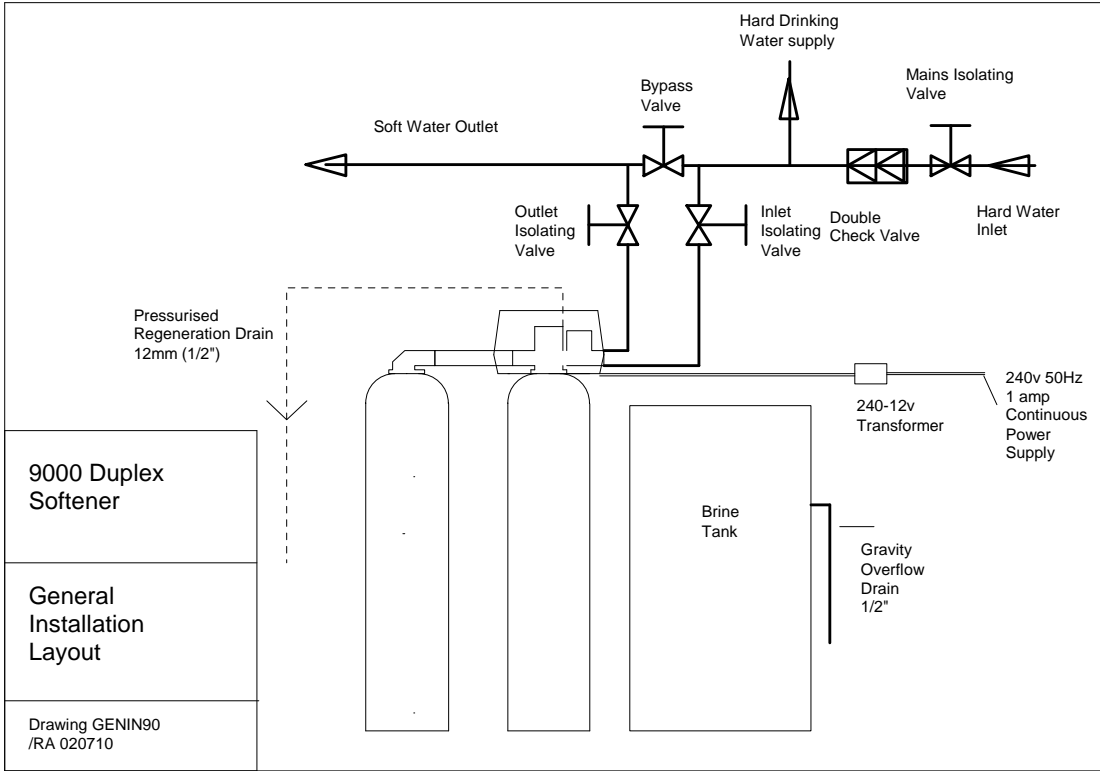 Hard Drinking
Water supply
Mains Isolating
Valve
Bypass
Valve
Soft Water Outlet
Outlet
Isolating
Valve
Inlet
Isolating
Valve
Double
Check Valve
Hard Water
Inlet
Pressurised
Regeneration Drain
12mm (1/2")
240-12v
Transformer
240v 50Hz
1 amp
Continuous
Power
Supply
9000 Duplex
Softener
Brine
Tank
Gravity
Overflow
Drain
1/2"
General
Installation
Layout
Drawing GENIN90
/RA 020710